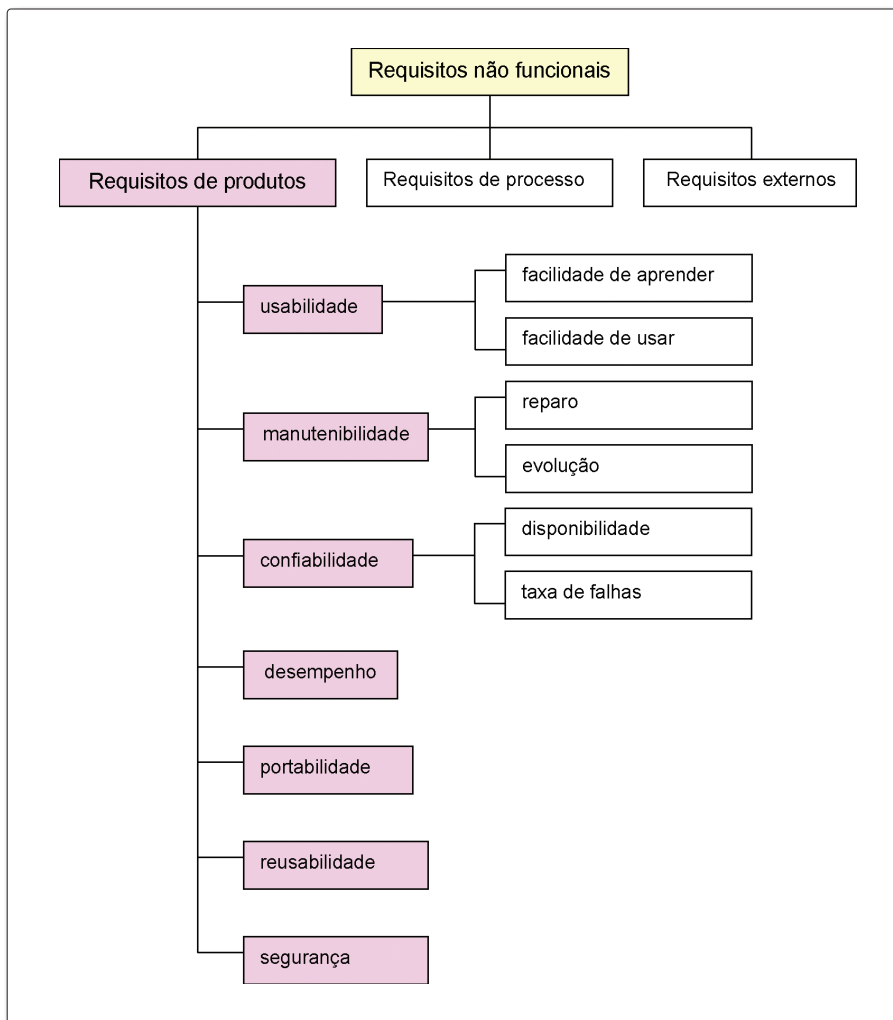 Requisitos não funcionais
Requisitos de produtos
Requisitos de processo
Requisitos externos
usabilidade
facilidade de aprender
facilidade de usar
manutenibilidade
reparo
evolução
confiabilidade
disponibilidade
taxa de falhas
desempenho
portabilidade
reusabilidade
segurança